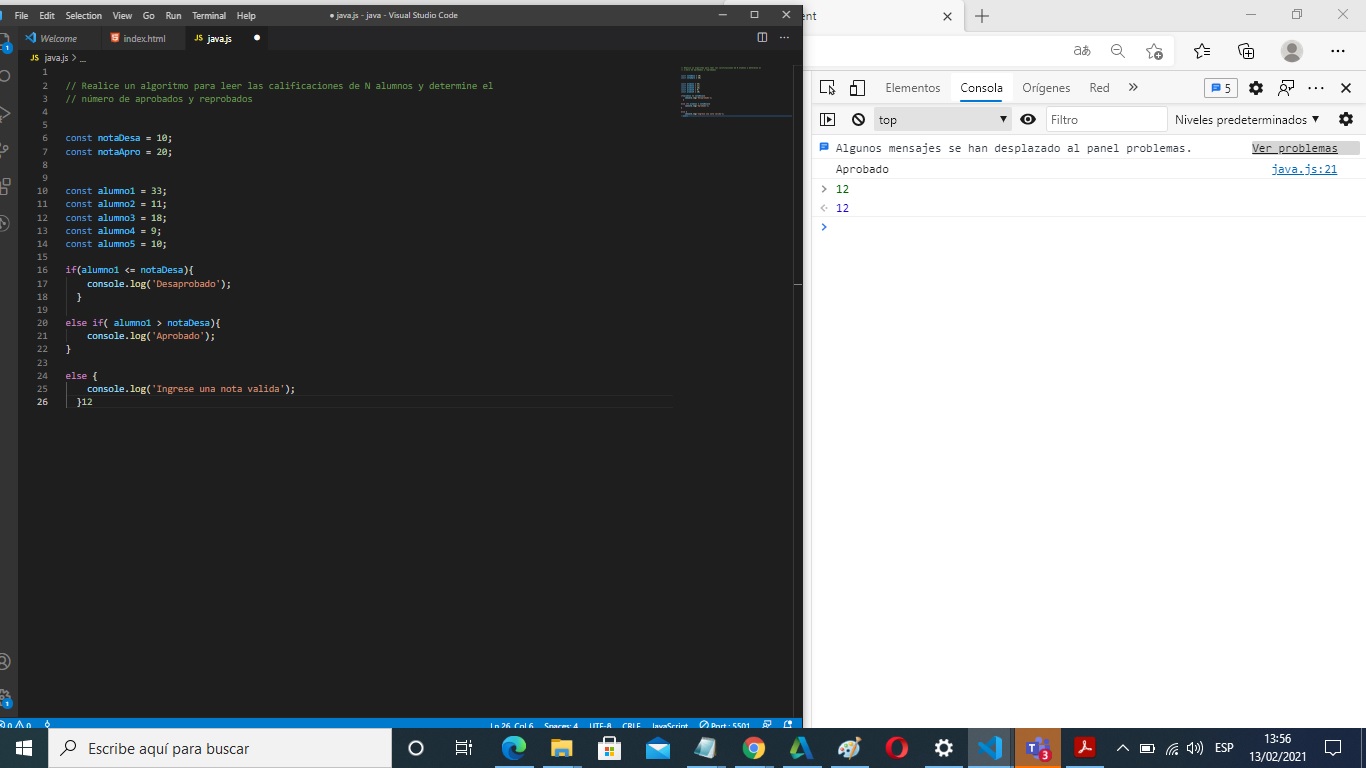 File Edit Selection View Go Run Terminal Help
● java.js - java - Visual Studio Code
Welcome index.html JS java.js ●
JS java.js > ...
1
2 // Realice un algoritmo para leer las calificaciones de N alumnos y determine el
3 // número de aprobados y reprobados
4
5
6 const notaDesa = 10;
7 const notaApro = 20;
8
9
10 const alumno1 = 33;
11 const alumno2 = 11;
12 const alumno3 = 18;
13 const alumno4 = 9;
14 const alumno5 = 10;
15
16 if(alumno1 <= notaDesa){
17 console.log('Desaprobado');
18 }
19
20 else if( alumno1 > notaDesa){
21 console.log('Aprobado');
22 }
23
24 else {
25 console.log('Ingrese una nota valida');
26 }12
1
1
0 0 Ln 26, Col 6 Spaces: 4 UTF-8 CRLF JavaScript Port : 5501
ent
aあ
Elementos Consola Orígenes Red » 5
top Filtro Niveles predeterminados
Algunos mensajes se han desplazado al panel problemas. Ver problemas
Aprobado java.js:21
> 12
12
>
Escribe aquí para buscar
3
ESP
13:56
13/02/2021